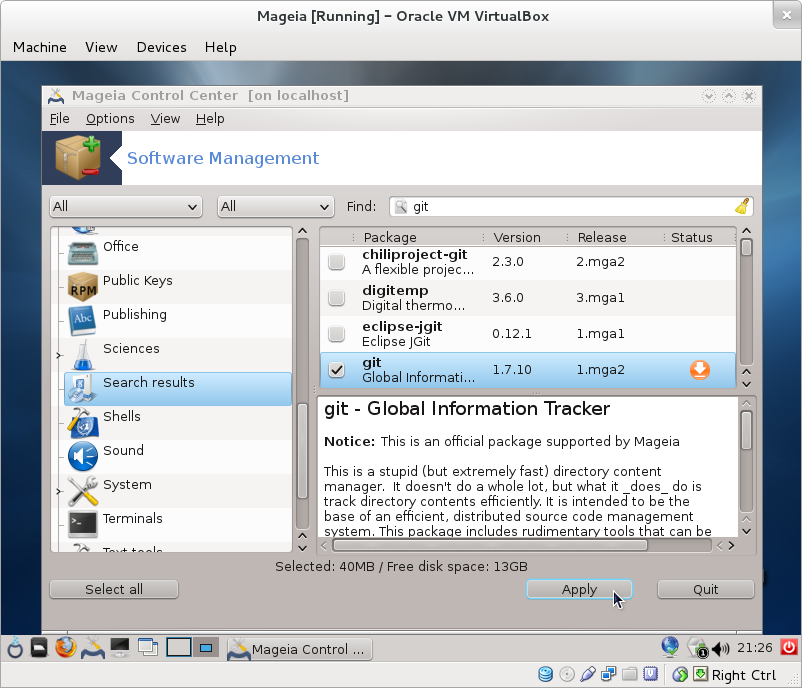 Mageia [Running] – Oracle VM VirtualBox
Machine View Devices Help
Mageia Control Center [on localhost]
File Options View Help
Software Management
All All Find: git
Office
Public Keys
RPM
Publishing
Abc
Sciences
Search results
Shells
Sound
System
Terminals
Text tools
Package Version Release Status
chiliproject-git 2.3.0 2.mga2
A flexible projec...
digitemp 3.6.0 3.mga1
Digital thermo...
eclipse-jgit 0.12.1 1.mga1
Eclipse JGit
git 1.7.10 1.mga2
Global Informati...
git - Global Information Tracker
Notice: This is an official package supported by Mageia
This is a stupid (but extremely fast) directory content
manager. It doesn't do a whole lot, but what it _does_ do is
track directory contents efficiently. It is intended to be the
base of an efficient, distributed source code management
system. This package includes rudimentary tools that can be
Selected: 40MB / Free disk space: 13GB
Select all Apply Quit
Mageia Control ... 1 21:26
Right Ctrl